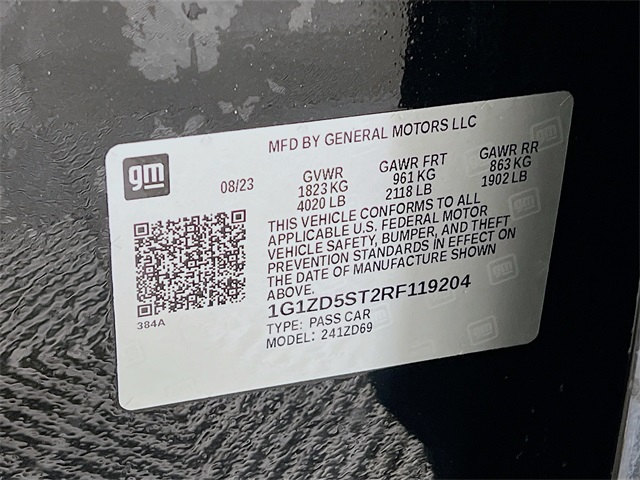 MFD BY GENERAL MOTORS LLC
gm
08/23
GVWR GAWR FRT GAWR RR
1823 KG 961 KG 863 KG
4020 LB 2118 LB 1902 LB
THIS VEHICLE CONFORMS TO ALL
APPLICABLE U.S. FEDERAL MOTOR
VEHICLE SAFETY, BUMPER, AND THEFT
PREVENTION STANDARDS IN EFFECT ON
THE DATE OF MANUFACTURE SHOWN
ABOVE.
384A
1G1ZD5ST2RF119204
TYPE: PASS CAR
MODEL: 241ZD69